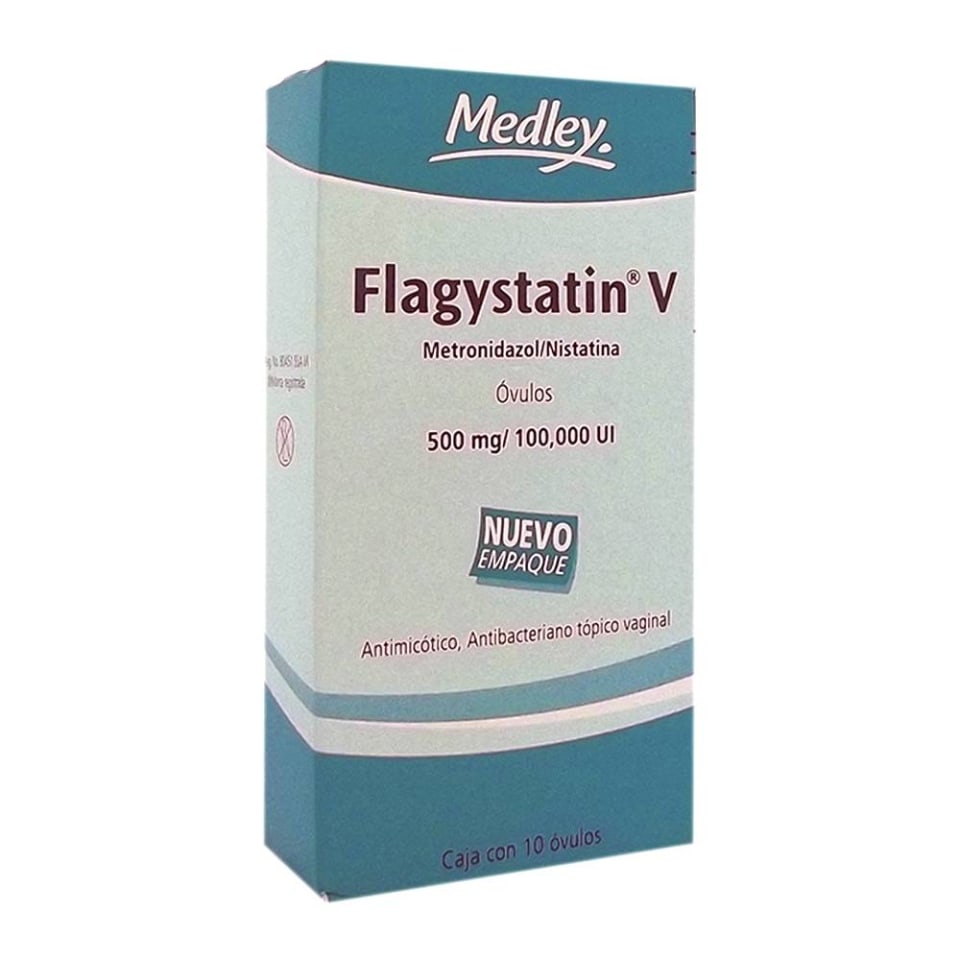 Medley.
Flagystatin® V
Metronidazol/Nistatina
Óvulos
500 mg/ 100,000 UI
NUEVO
EMPAQUE
Antimicótico, Antibacteriano tópico vaginal
Caja con 10 óvulos
registrada